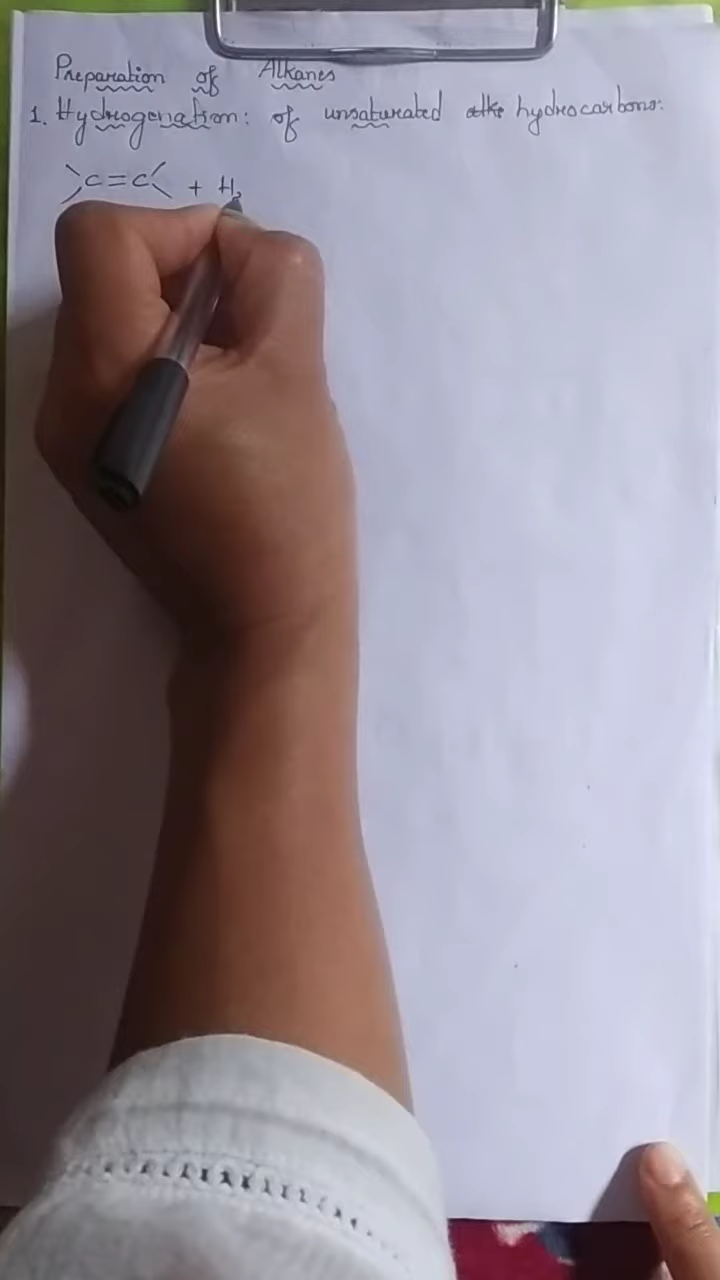 Preparation of Alkanes
1. Hydrogenation: of unsaturated hydrocarbons:
>C=C< + H₂